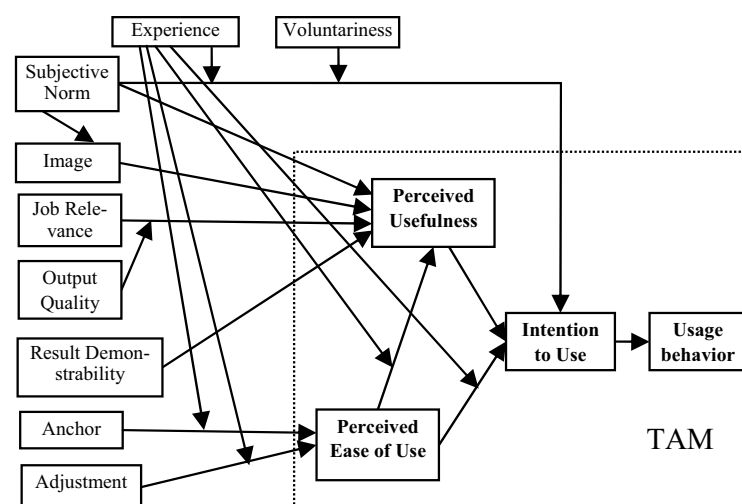 Experience
Voluntariness
Subjective
Norm
Image
Job Rele-
vance
Output
Quality
Result Demon-
strability
Anchor
Adjustment
Perceived
Usefulness
Perceived
Ease of Use
Intention
to Use
Usage
behavior
TAM